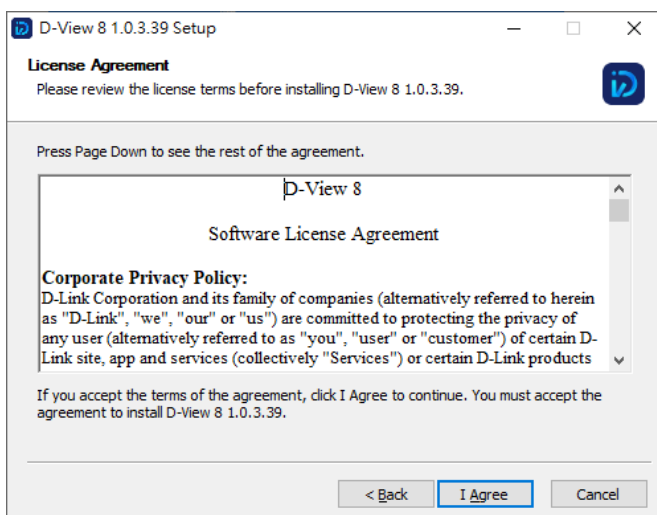 D-View 8 1.0.3.39 Setup
License Agreement
Please review the license terms before installing D-View 8 1.0.3.39.
Press Page Down to see the rest of the agreement.
D-View 8
Software License Agreement
Corporate Privacy Policy:
D-Link Corporation and its family of companies (alternatively referred to herein
as "D-Link", "we", "our" or "us") are committed to protecting the privacy of
any user (alternatively referred to as "you", "user" or "customer") of certain D-
Link site, app and services (collectively "Services") or certain D-Link products
If you accept the terms of the agreement, click I Agree to continue. You must accept the
agreement to install D-View 8 1.0.3.39.
< Back
I Agree
Cancel